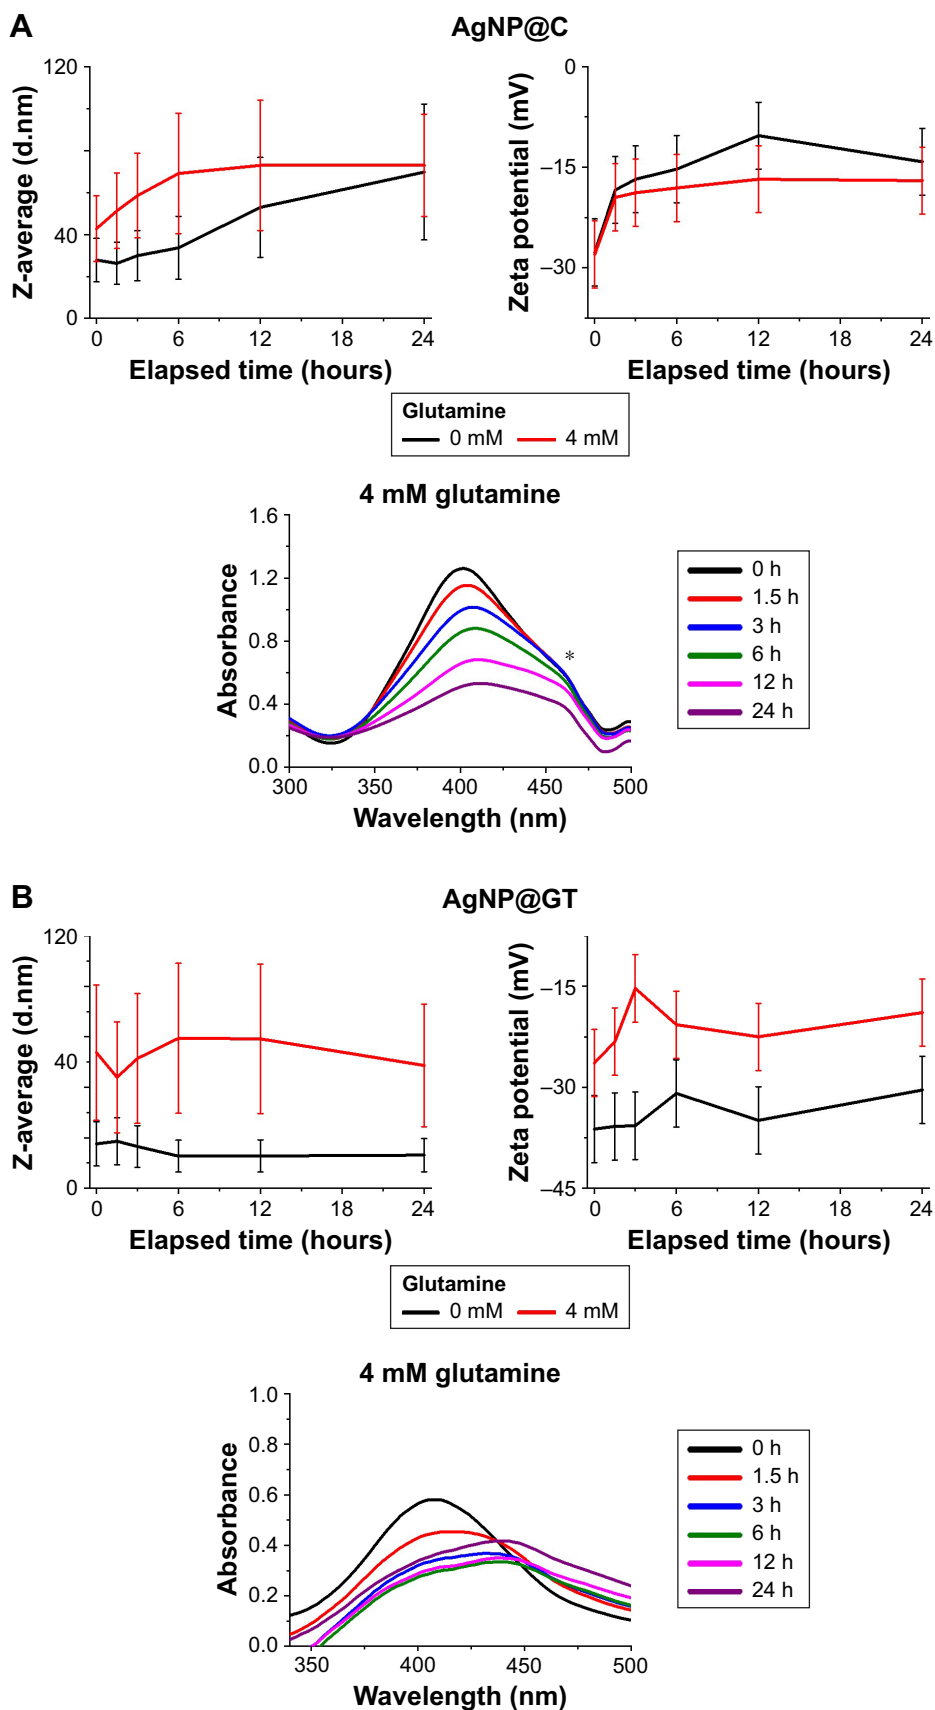 A
AgNP@C
Z-average (d.nm)
120
40
0
0 6 12 18 24
Elapsed time (hours)
Zeta potential (mV)
0
–15
–30
0 6 12 18 24
Elapsed time (hours)
Glutamine
0 mM 4 mM
4 mM glutamine
Absorbance
1.6
1.2
0.8
0.4
0.0
*
300 350 400 450 500
Wavelength (nm)
0 h
1.5 h
3 h
6 h
12 h
24 h
B
AgNP@GT
Z-average (d.nm)
120
40
0
0 6 12 18 24
Elapsed time (hours)
Zeta potential (mV)
–15
–30
–45
0 6 12 18 24
Elapsed time (hours)
Glutamine
0 mM 4 mM
4 mM glutamine
Absorbance
1.0
0.8
0.6
0.4
0.2
0.0
350 400 450 500
Wavelength (nm)
0 h
1.5 h
3 h
6 h
12 h
24 h